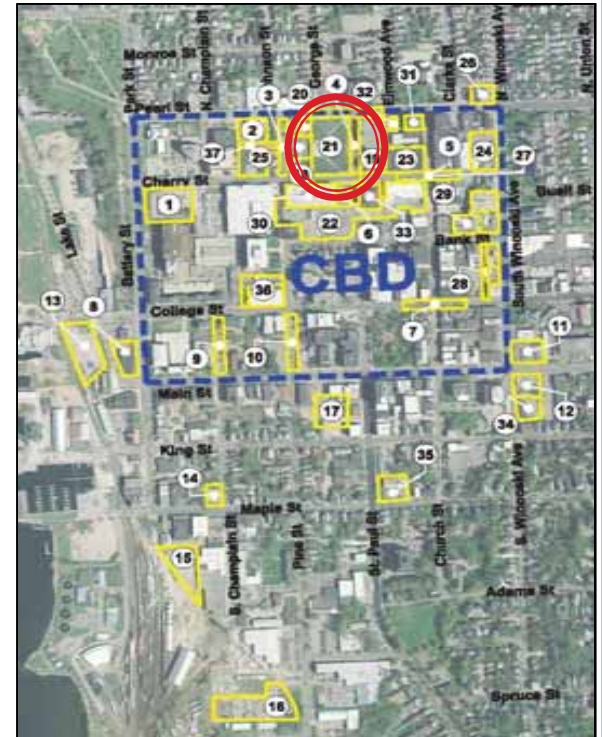 Monroe St
Park St
N. Champlain St
Johnson St
George St
Elmwood Ave
Clarke St
N. Winooski Ave
N. Union St
Pearl St
20
4
32
31
26
3
2
37
25
21
19
23
5
24
27
Cherry St
1
29
Buell St
30
22
6
33
Bank St
Lake St
Battery St
South Winooski Ave
CBD
36
28
13
8
College St
7
9
10
11
Main St
17
34
12
King St
14
35
Maple St
S. Champlain St
Pine St
St. Paul St
Church St
S. Winooski Ave
15
Adams St
16
Spruce St